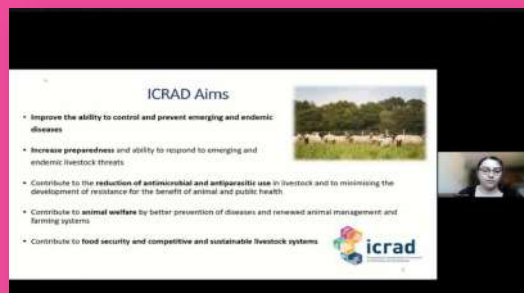 ICRAD Aims
• Improve the ability to control and prevent emerging and endemic
diseases
• Increase preparedness and ability to respond to emerging and
endemic livestock threats
• Contribute to the reduction of antimicrobial and antiparasitic use in livestock and to minimising the
development of resistance for the benefit of animal and public health
• Contribute to animal welfare by better prevention of diseases and renewed animal management and
farming systems
• Contribute to food security and competitive and sustainable livestock systems
icrad